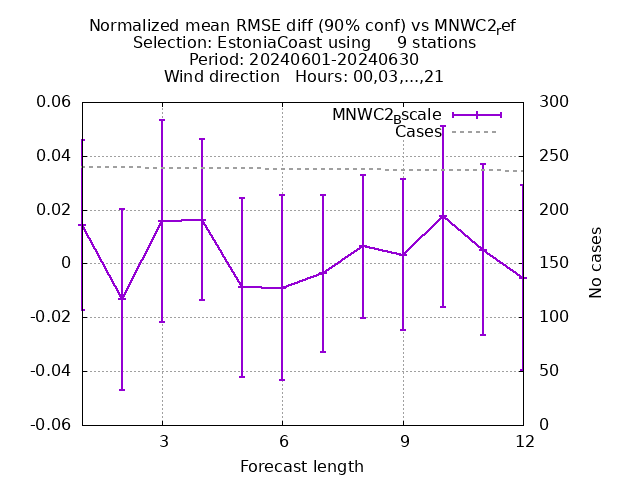 Normalized mean RMSE diff (90% conf) vs MNWC2ref
Selection: EstoniaCoast using 9 stations
Period: 20240601-20240630
Wind direction Hours: 00,03,...,21
MNWC2Bscale
Cases
0.06
0.04
0.02
0
-0.02
-0.04
-0.06
300
250
200
150
100
50
0
No cases
3 6 9 12
Forecast length